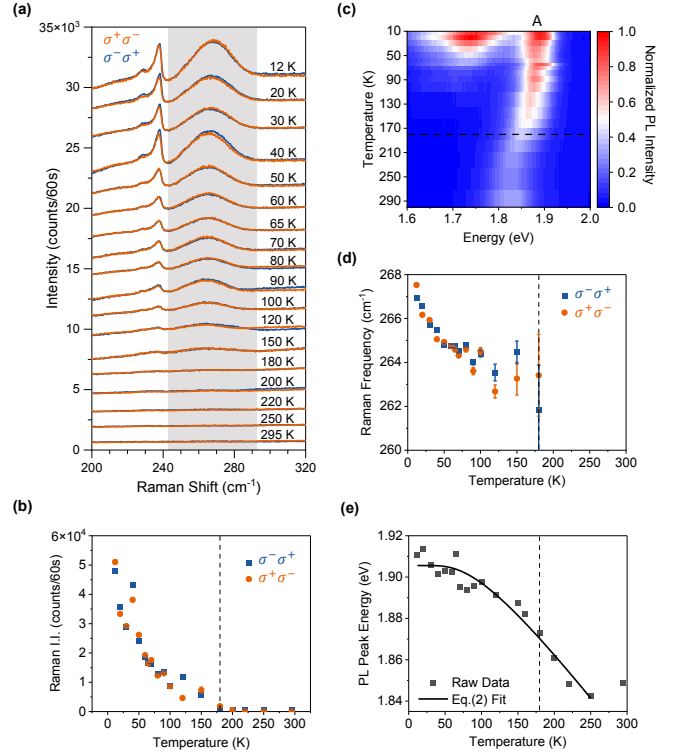 (a)
35×10³
30
25
20
15
10
5
0
Intensity (counts/60s)
σ⁺σ⁻
σ⁻σ⁺
12 K
20 K
30 K
40 K
50 K
60 K
65 K
70 K
80 K
90 K
100 K
120 K
150 K
180 K
200 K
220 K
250 K
295 K
200 240 280 320
Raman Shift (cm⁻¹)
(b)
6×10⁴
5
4
3
2
1
0
Raman I.I. (counts/60s)
σ⁻σ⁺
σ⁺σ⁻
0 50 100 150 200 250 300
Temperature (K)
(c)
A
10
50
90
130
170
210
250
290
Temperature (K)
1.6 1.7 1.8 1.9 2.0
Energy (eV)
1.0
0.8
0.6
0.4
0.2
0.0
Normalized PL Intensity
(d)
268
266
264
262
260
Raman Frequency (cm⁻¹)
σ⁻σ⁺
σ⁺σ⁻
0 50 100 150 200 250 300
Temperature (K)
(e)
1.92
1.90
1.88
1.86
1.84
PL Peak Energy (eV)
Raw Data
Eq.(2) Fit
0 50 100 150 200 250 300
Temperature (K)